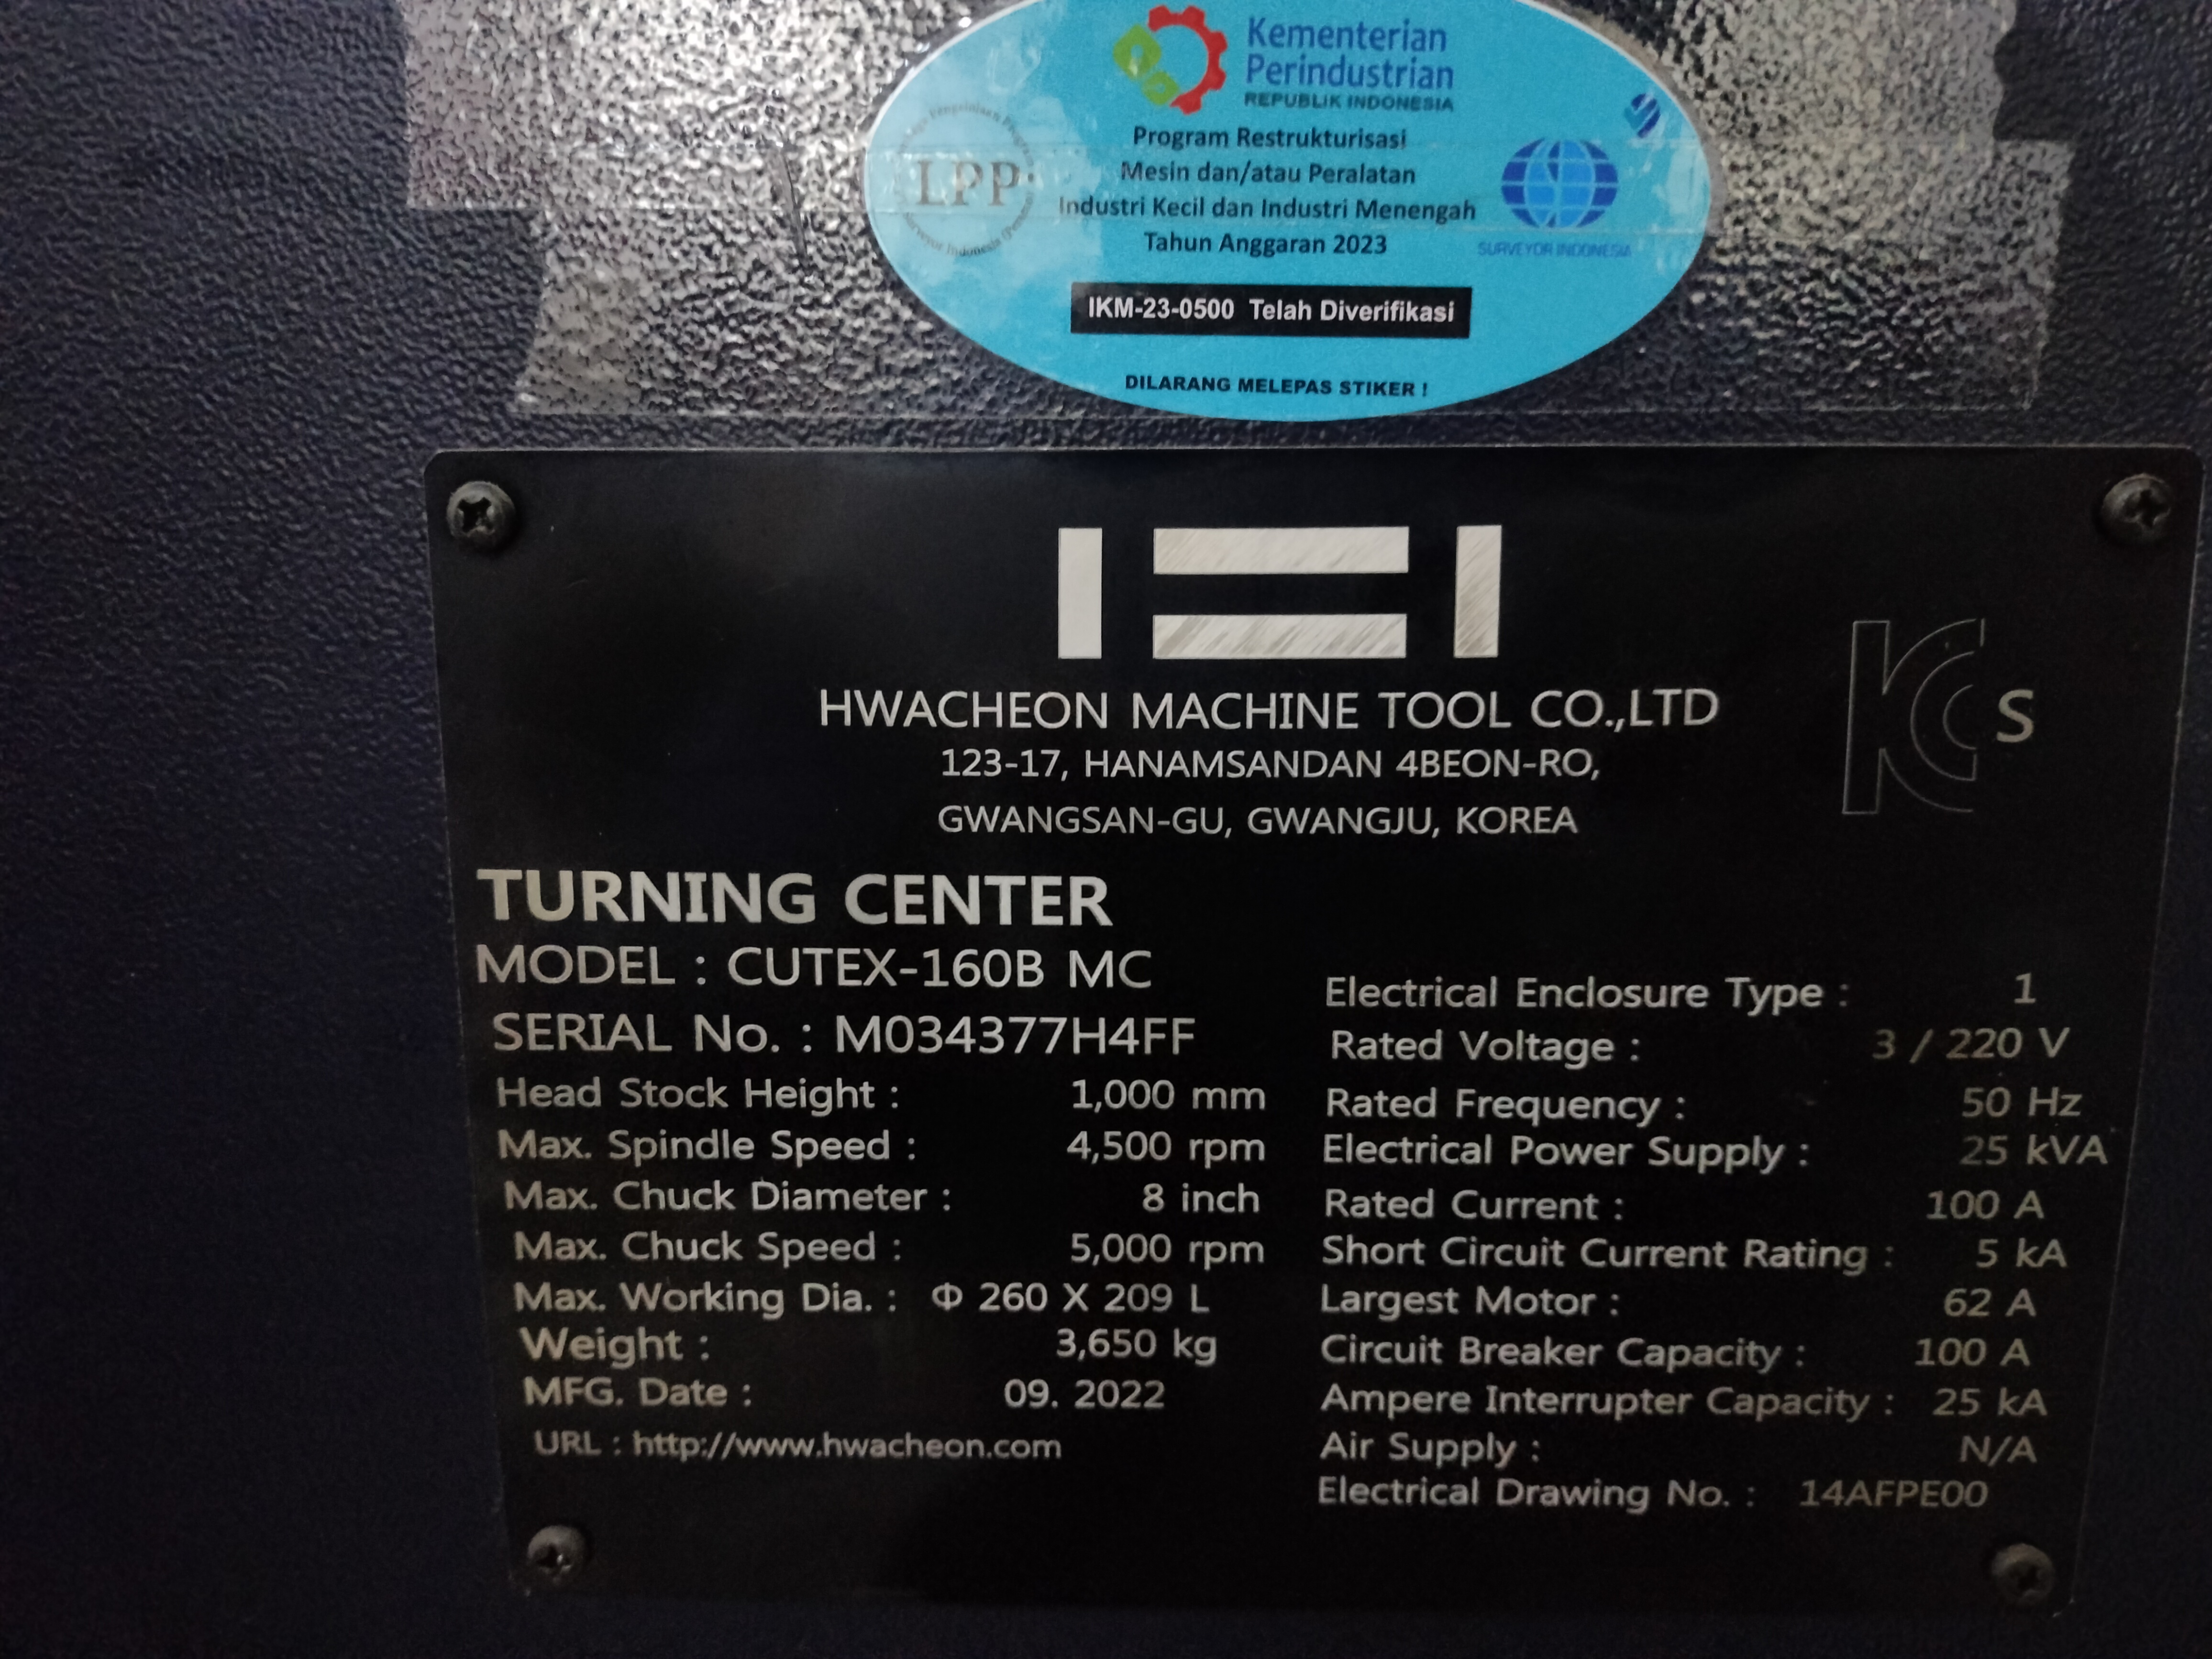 Kementerian
Perindustrian
REPUBLIK INDONESIA
Program Restrukturisasi
Mesin dan/atau Peralatan
Industri Kecil dan Industri Menengah
Tahun Anggaran 2023
LPP
SURVEYOR INDONESIA
IKM-23-0500 Telah Diverifikasi
DILARANG MELEPAS STIKER !
HWACHEON MACHINE TOOL CO.,LTD
123-17, HANAMSANDAN 4BEON-RO,
GWANGSAN-GU, GWANGJU, KOREA
KC S
TURNING CENTER
MODEL : CUTEX-160B MC
SERIAL No. : M034377H4FF
Head Stock Height : 1,000 mm
Max. Spindle Speed : 4,500 rpm
Max. Chuck Diameter : 8 inch
Max. Chuck Speed : 5,000 rpm
Max. Working Dia. : Φ 260 X 209 L
Weight : 3,650 kg
MFG. Date : 09. 2022
URL : http://www.hwacheon.com
Electrical Enclosure Type : 1
Rated Voltage : 3 / 220 V
Rated Frequency : 50 Hz
Electrical Power Supply : 25 kVA
Rated Current : 100 A
Short Circuit Current Rating : 5 kA
Largest Motor : 62 A
Circuit Breaker Capacity : 100 A
Ampere Interrupter Capacity : 25 kA
Air Supply : N/A
Electrical Drawing No. : 14AFPE00